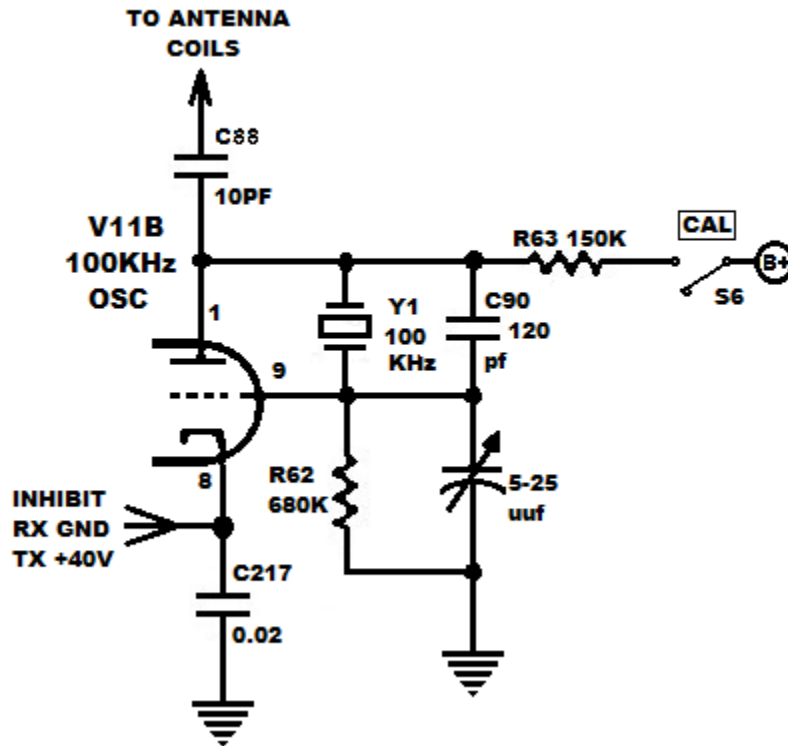 TO ANTENNA
COILS
C88
10PF
V11B
100KHz
OSC
1
R63 150K
CAL
B+
S6
Y1
100
KHz
C90
120
pf
9
8
R62
680K
5-25
uuf
INHIBIT
RX GND
TX +40V
C217
0.02